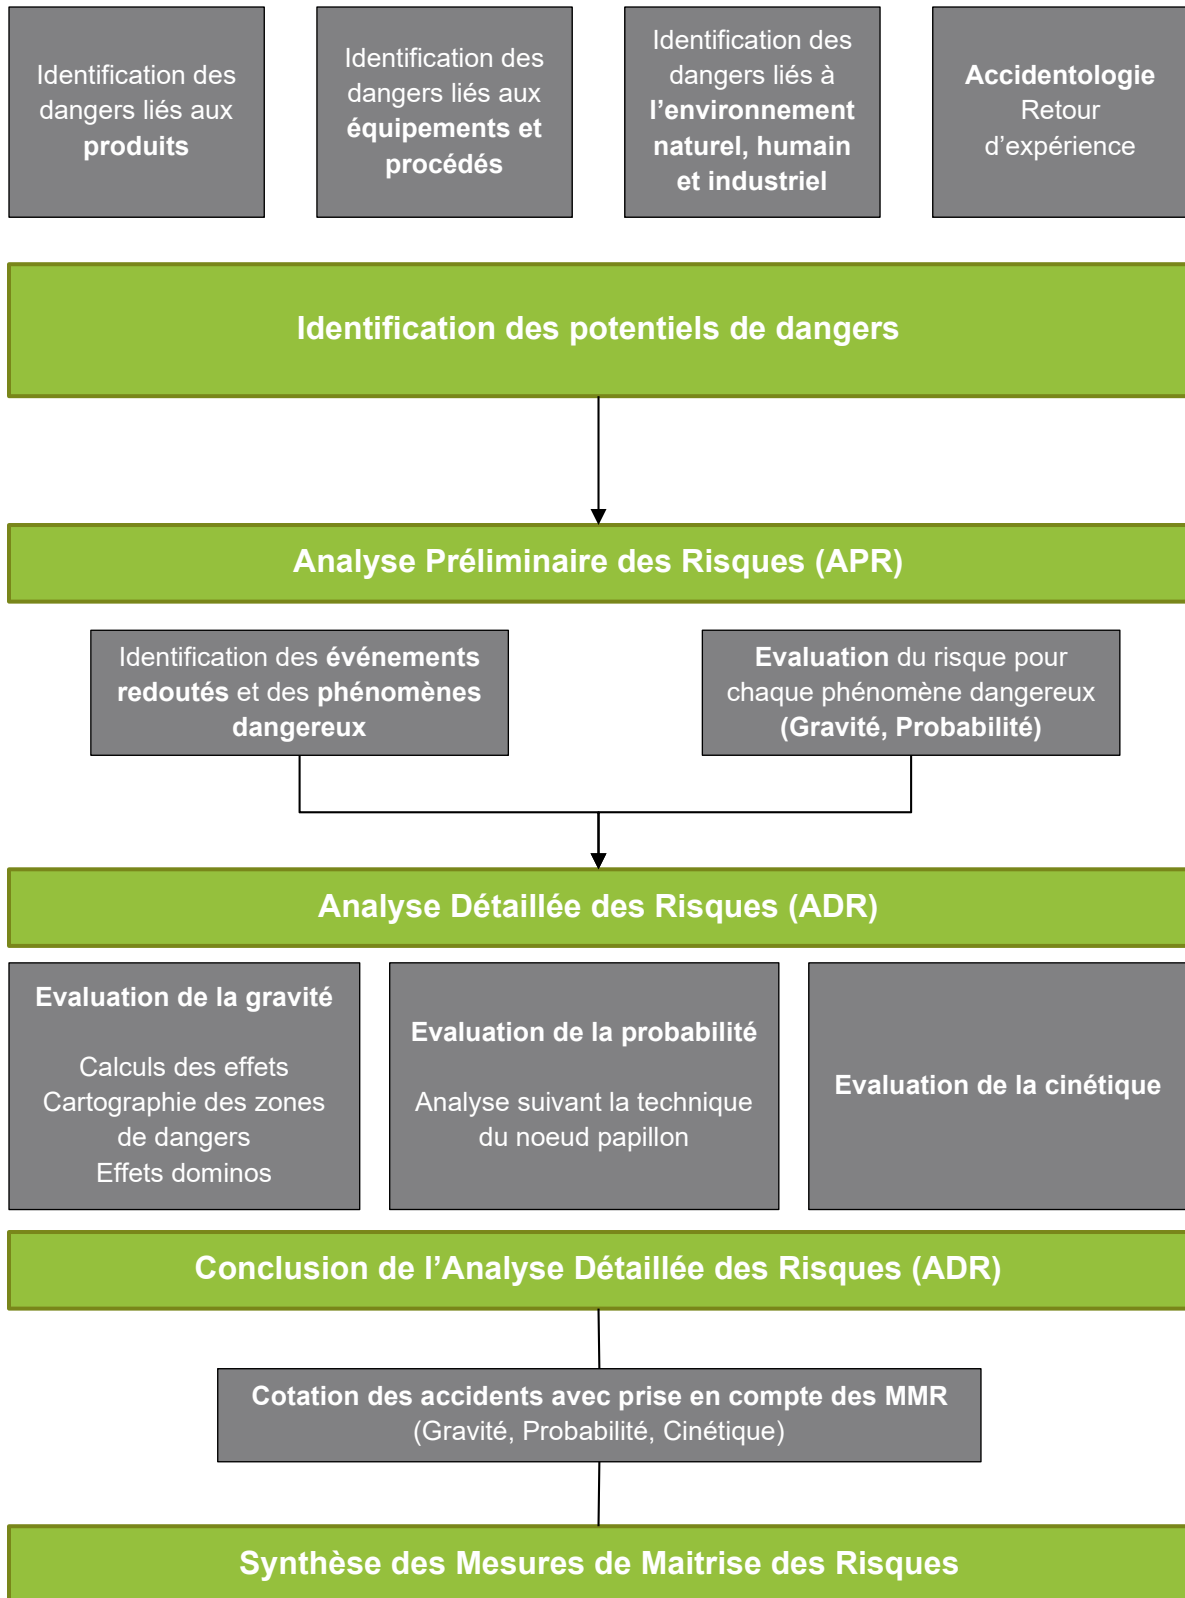 Identification des
dangers liés aux
produits
Identification des
dangers liés aux
équipements et
procédés
Identification des
dangers liés à
l’environnement
naturel, humain
et industriel
Accidentologie
Retour
d’expérience
Identification des potentiels de dangers
Analyse Préliminaire des Risques (APR)
Identification des événements
redoutés et des phénomènes
dangereux
Evaluation du risque pour
chaque phénomène dangereux
(Gravité, Probabilité)
Analyse Détaillée des Risques (ADR)
Evaluation de la gravité
Calculs des effets
Cartographie des zones
de dangers
Effets dominos
Evaluation de la probabilité
Analyse suivant la technique
du noeud papillon
Evaluation de la cinétique
Conclusion de l’Analyse Détaillée des Risques (ADR)
Cotation des accidents avec prise en compte des MMR
(Gravité, Probabilité, Cinétique)
Synthèse des Mesures de Maitrise des Risques